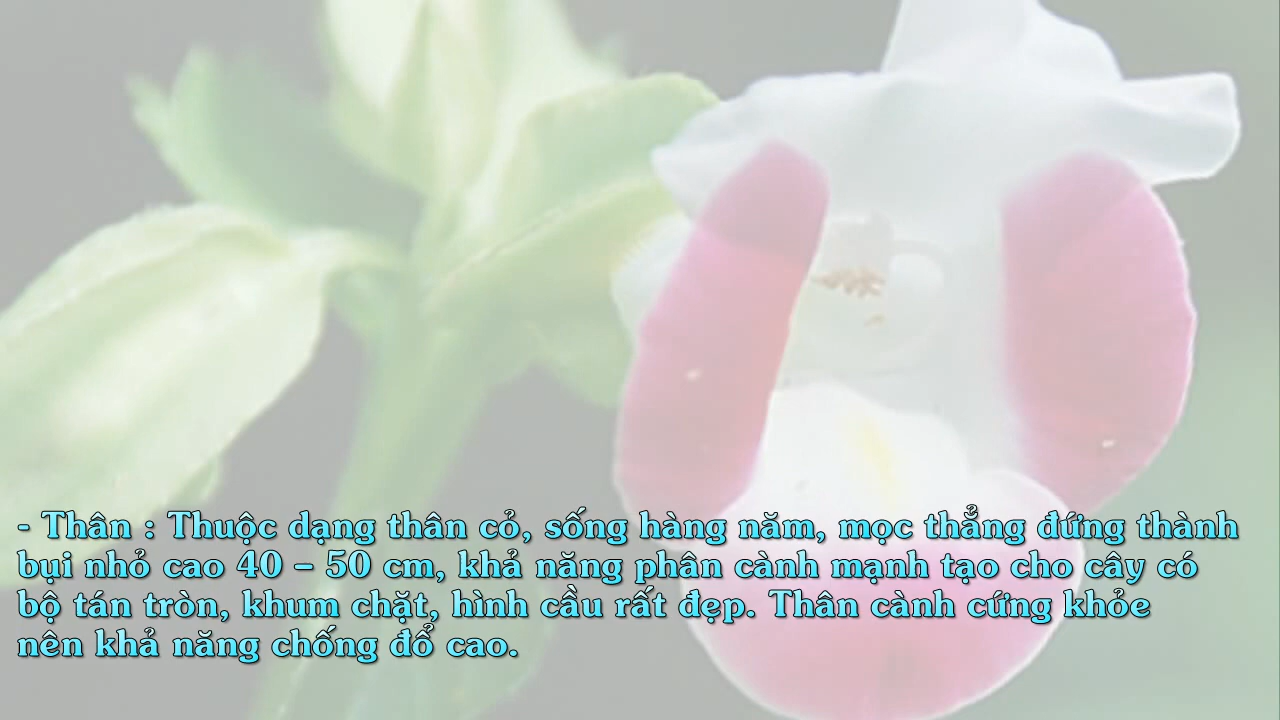 - Thân : Thuộc dạng thân cỏ, sống hàng năm, mọc thẳng đứng thành
bụi nhỏ cao 40 – 50 cm, khả năng phân cành mạnh tạo cho cây có
bộ tán tròn, khum chặt, hình cầu rất đẹp. Thân cành cứng khỏe
nên khả năng chống đổ cao.